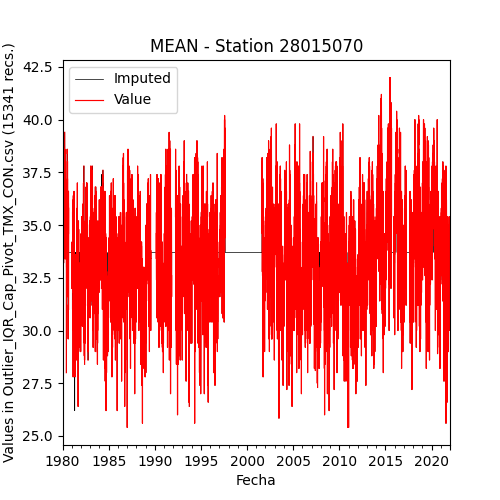 MEAN - Station 28015070
Values in Outlier_IQR_Cap_Pivot_TMX_CON.csv (15341 recs.)
42.5
40.0
37.5
35.0
32.5
30.0
27.5
25.0
Imputed
Value
1980 1985 1990 1995 2000 2005 2010 2015 2020
Fecha